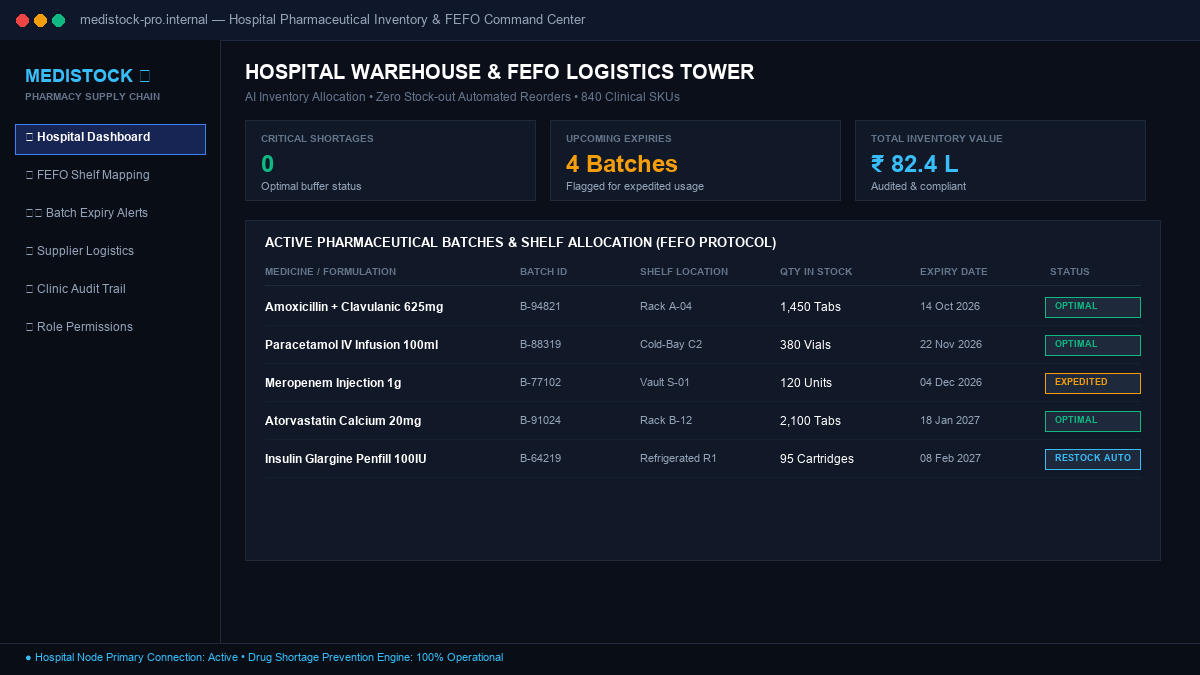 medistock-pro.internal — Hospital Pharmaceutical Inventory & FEFO Command Center
MEDISTOCK
PHARMACY SUPPLY CHAIN
Hospital Dashboard
FEFO Shelf Mapping
Batch Expiry Alerts
Supplier Logistics
Clinic Audit Trail
Role Permissions
HOSPITAL WAREHOUSE & FEFO LOGISTICS TOWER
AI Inventory Allocation • Zero Stock-out Automated Reorders • 840 Clinical SKUs
CRITICAL SHORTAGES
0
Optimal buffer status
UPCOMING EXPIRIES
4 Batches
Flagged for expedited usage
TOTAL INVENTORY VALUE
₹ 82.4 L
Audited & compliant
ACTIVE PHARMACEUTICAL BATCHES & SHELF ALLOCATION (FEFO PROTOCOL)
MEDICINE / FORMULATION BATCH ID SHELF LOCATION QTY IN STOCK EXPIRY DATE STATUS
Amoxicillin + Clavulanic 625mg B-94821 Rack A-04 1,450 Tabs 14 Oct 2026 OPTIMAL
Paracetamol IV Infusion 100ml B-88319 Cold-Bay C2 380 Vials 22 Nov 2026 OPTIMAL
Meropenem Injection 1g B-77102 Vault S-01 120 Units 04 Dec 2026 EXPEDITED
Atorvastatin Calcium 20mg B-91024 Rack B-12 2,100 Tabs 18 Jan 2027 OPTIMAL
Insulin Glargine Penfill 100IU B-64219 Refrigerated R1 95 Cartridges 08 Feb 2027 RESTOCK AUTO
● Hospital Node Primary Connection: Active • Drug Shortage Prevention Engine: 100% Operational